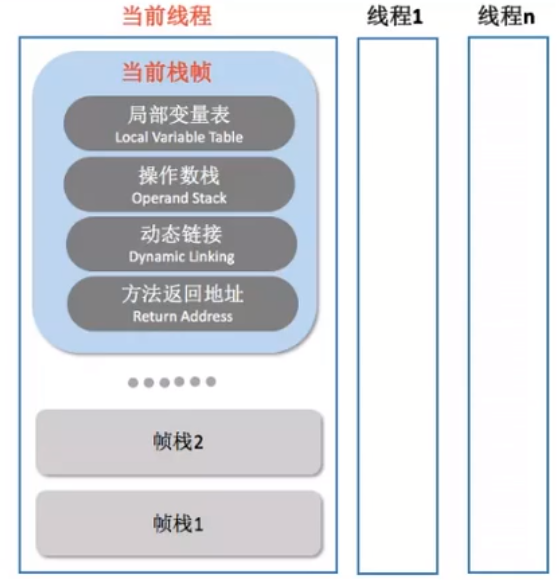 当前线程
线程1
线程n
当前栈帧
局部变量表
Local Variable Table
操作数栈
Operand Stack
动态链接
Dynamic Linking
方法返回地址
Return Address
帧栈2
帧栈1